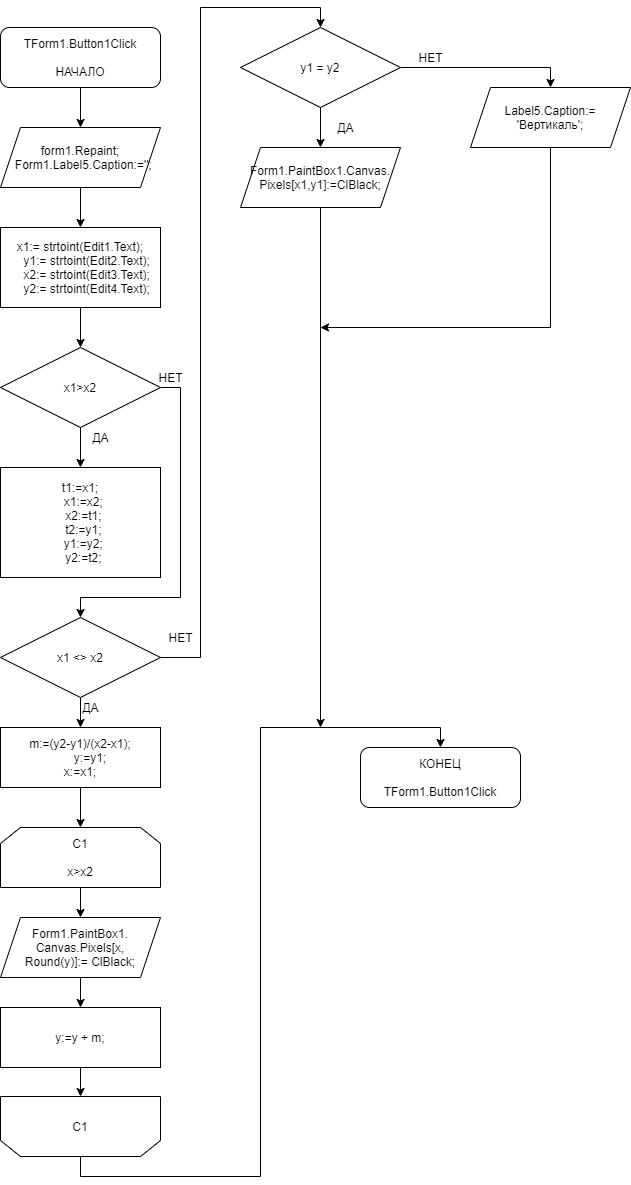 TForm1.Button1Click
НАЧАЛО
form1.Repaint;
Form1.Label5.Caption:='';
x1:= strtoint(Edit1.Text);
y1:= strtoint(Edit2.Text);
x2:= strtoint(Edit3.Text);
y2:= strtoint(Edit4.Text);
x1>x2
НЕТ
ДА
t1:=x1;
x1:=x2;
x2:=t1;
t2:=y1;
y1:=y2;
y2:=t2;
x1 <> x2
НЕТ
ДА
m:=(y2-y1)/(x2-x1);
y:=y1;
x:=x1;
C1
x>x2
Form1.PaintBox1.
Canvas.Pixels[x,
Round(y)]:= ClBlack;
y:=y + m;
C1
y1 = y2
НЕТ
ДА
Form1.PaintBox1.Canvas.
Pixels[x1,y1]:=ClBlack;
Label5.Caption:=
'Вертикаль';
КОНЕЦ
TForm1.Button1Click